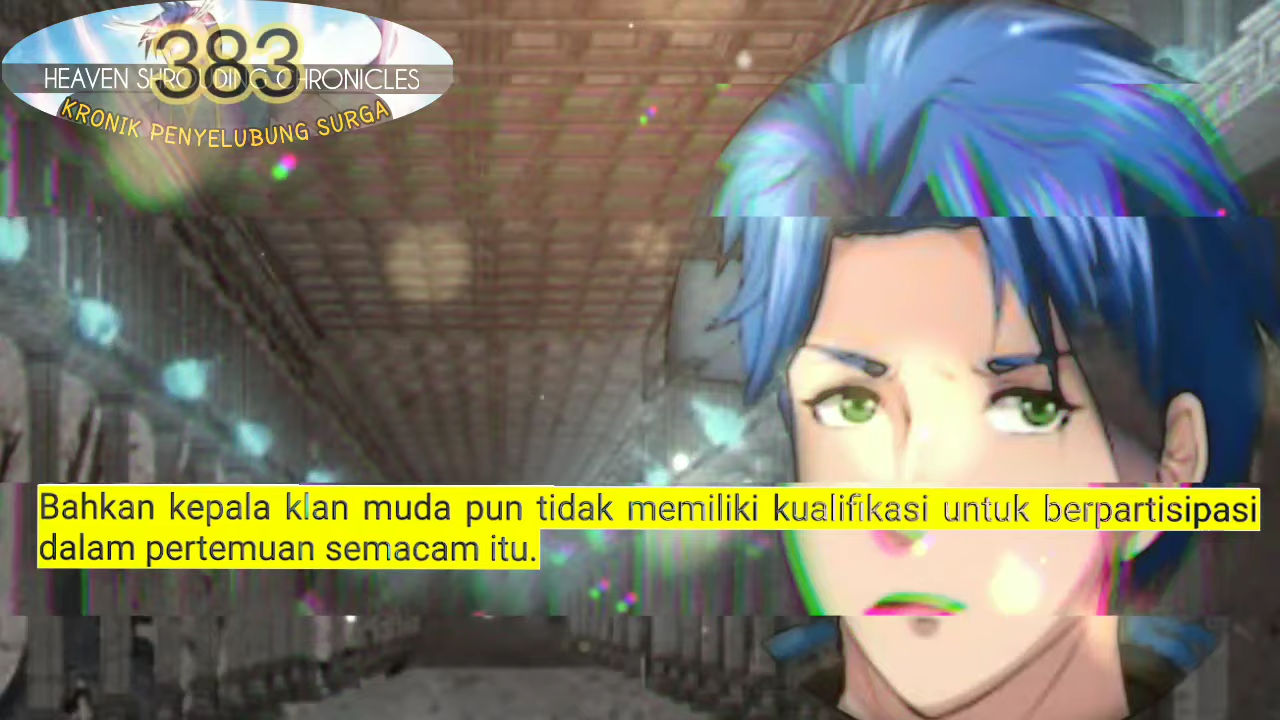 383
HEAVEN SHROUDING CHRONICLES
KRONIK PENYELUBUNG SURGA
Bahkan kepala klan muda pun tidak memiliki kualifikasi untuk berpartisipasi
dalam pertemuan semacam itu.